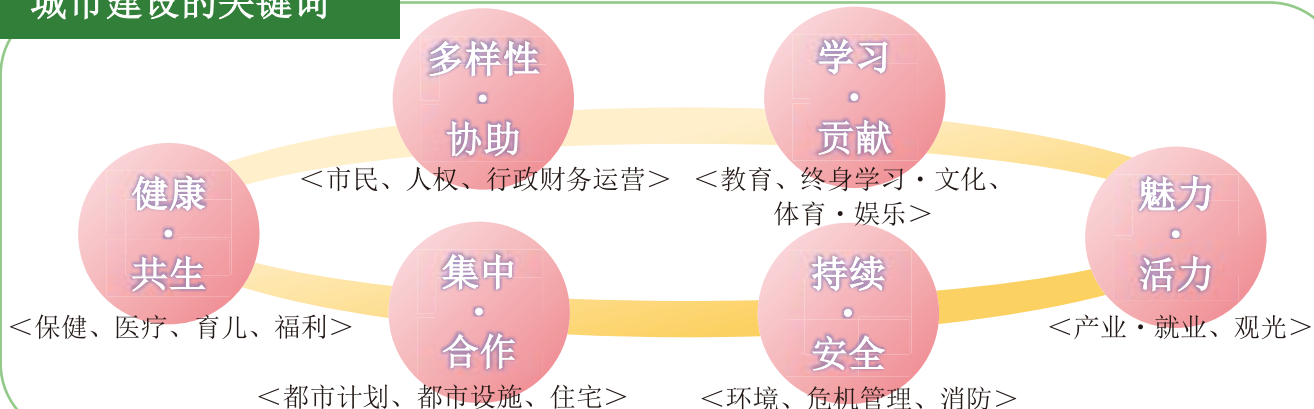 城市建设的关键词
多样性
·
协助
<市民、人权、行政财务运营>
学习
·
贡献
<教育、终身学习·文化、
体育·娱乐>
健康
·
共生
<保健、医疗、育儿、福利>
集中
·
合作
<都市计划、都市设施、住宅>
持续
·
安全
<环境、危机管理、消防>
魅力
·
活力
<产业·就业、观光>